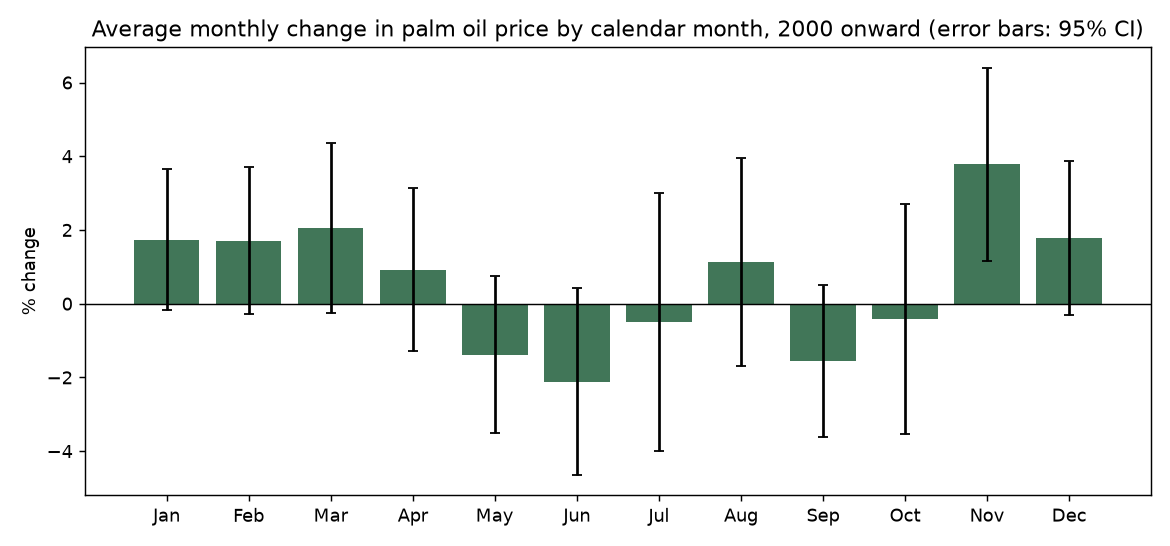 Average monthly change in palm oil price by calendar month, 2000 onward (error bars: 95% CI)
% change
6
4
2
0
−2
−4
Jan Feb Mar Apr May Jun Jul Aug Sep Oct Nov Dec